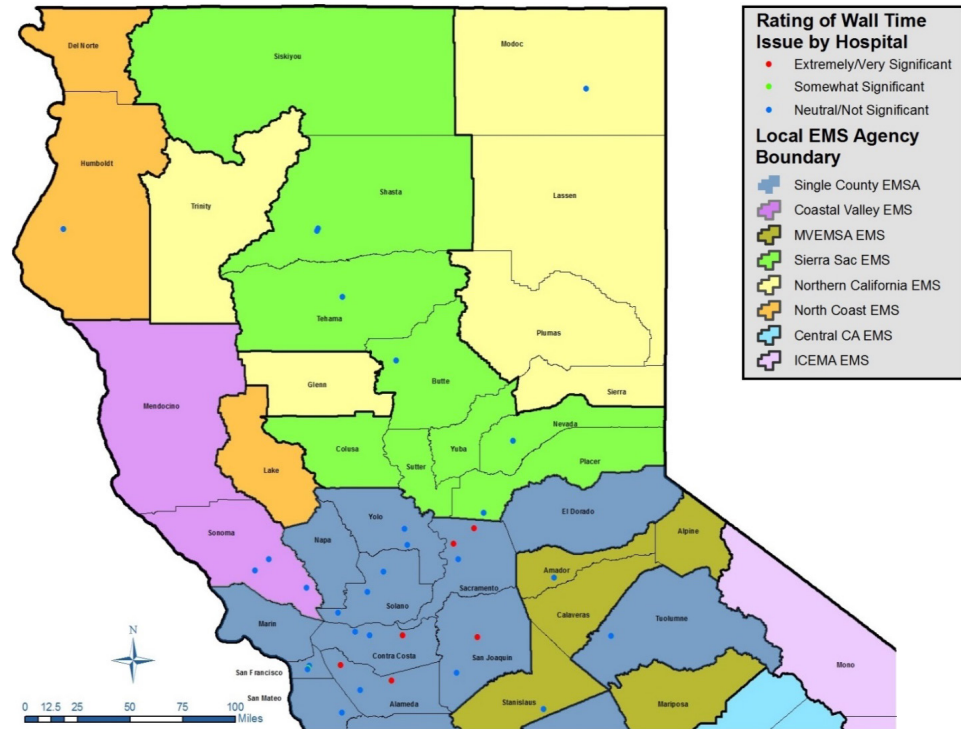 Del Norte
Siskiyou
Modoc
Humboldt
Trinity
Shasta
Lassen
Tehama
Plumas
Glenn
Butte
Sierra
Mendocino
Lake
Colusa
Sutter
Yuba
Nevada
Placer
Sonoma
Napa
Yolo
El Dorado
Alpine
Sacramento
Amador
Solano
Calaveras
Marin
Tuolumne
Contra Costa
San Joaquin
San Francisco
Mono
San Mateo
Alameda
Stanislaus
Mariposa
N
0 12.5 25 50 75 100
Miles
Rating of Wall Time
Issue by Hospital
Extremely/Very Significant
Somewhat Significant
Neutral/Not Significant
Local EMS Agency
Boundary
Single County EMSA
Coastal Valley EMS
MVEMSA EMS
Sierra Sac EMS
Northern California EMS
North Coast EMS
Central CA EMS
ICEMA EMS